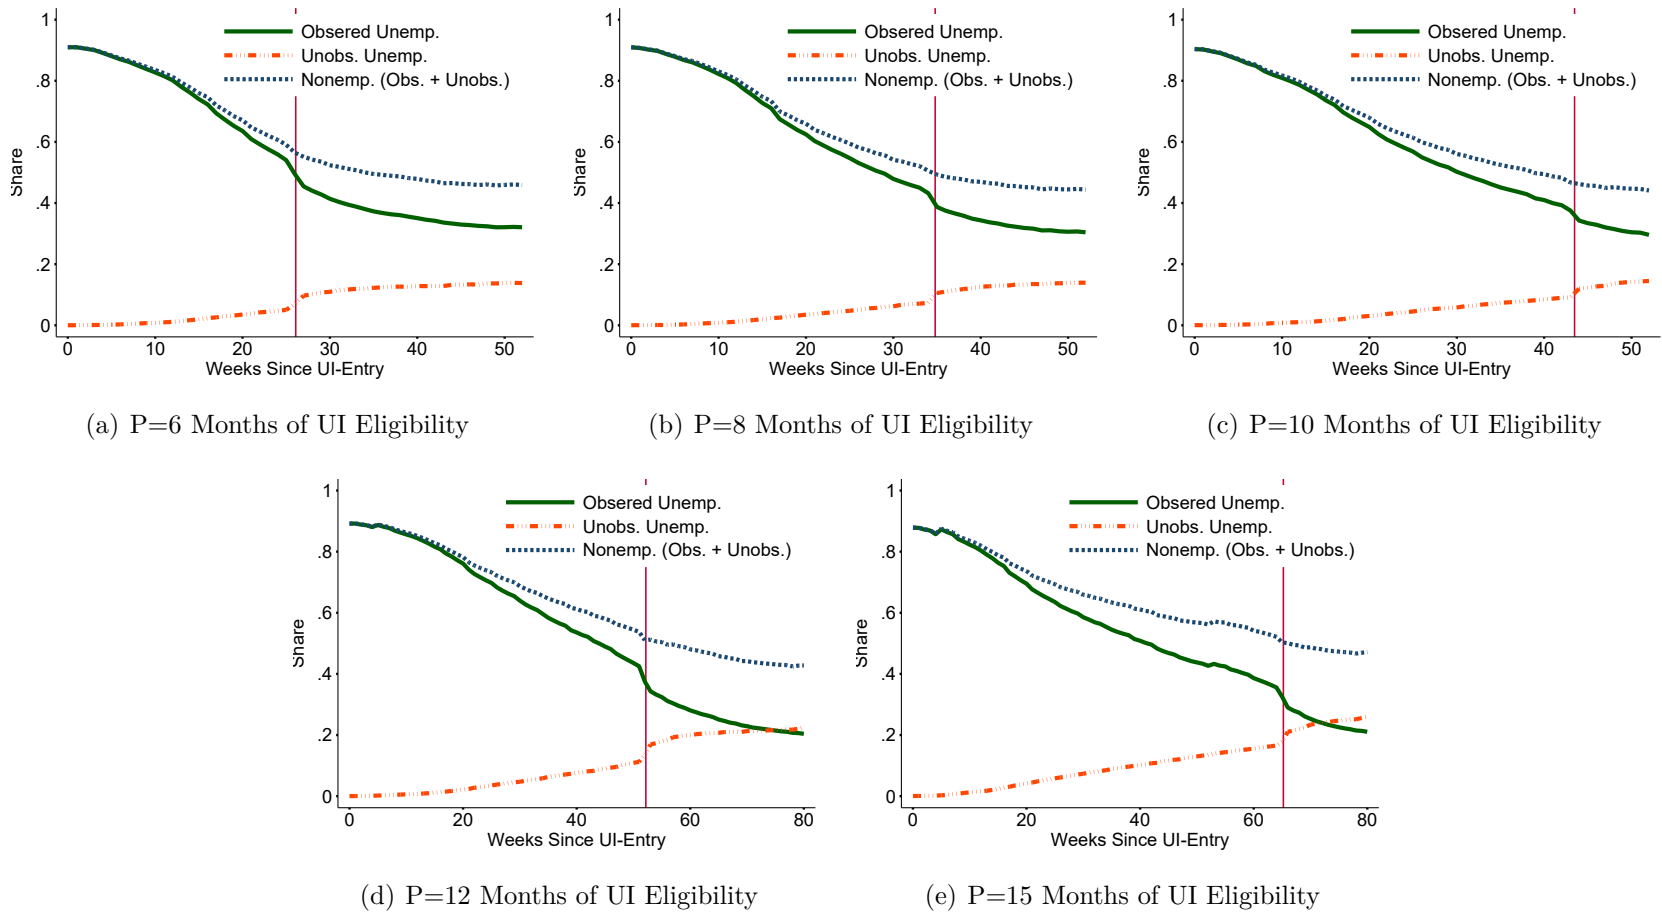 1
.8
.6
.4
.2
0
Share
0 10 20 30 40 50
Weeks Since UI-Entry
Obsered Unemp.
Unobs. Unemp.
Nonemp. (Obs. + Unobs.)
(a) P=6 Months of UI Eligibility
1
.8
.6
.4
.2
0
Share
0 10 20 30 40 50
Weeks Since UI-Entry
Obsered Unemp.
Unobs. Unemp.
Nonemp. (Obs. + Unobs.)
(b) P=8 Months of UI Eligibility
1
.8
.6
.4
.2
0
Share
0 10 20 30 40 50
Weeks Since UI-Entry
Obsered Unemp.
Unobs. Unemp.
Nonemp. (Obs. + Unobs.)
(c) P=10 Months of UI Eligibility
1
.8
.6
.4
.2
0
Share
0 20 40 60 80
Weeks Since UI-Entry
Obsered Unemp.
Unobs. Unemp.
Nonemp. (Obs. + Unobs.)
(d) P=12 Months of UI Eligibility
1
.8
.6
.4
.2
0
Share
0 20 40 60 80
Weeks Since UI-Entry
Obsered Unemp.
Unobs. Unemp.
Nonemp. (Obs. + Unobs.)
(e) P=15 Months of UI Eligibility